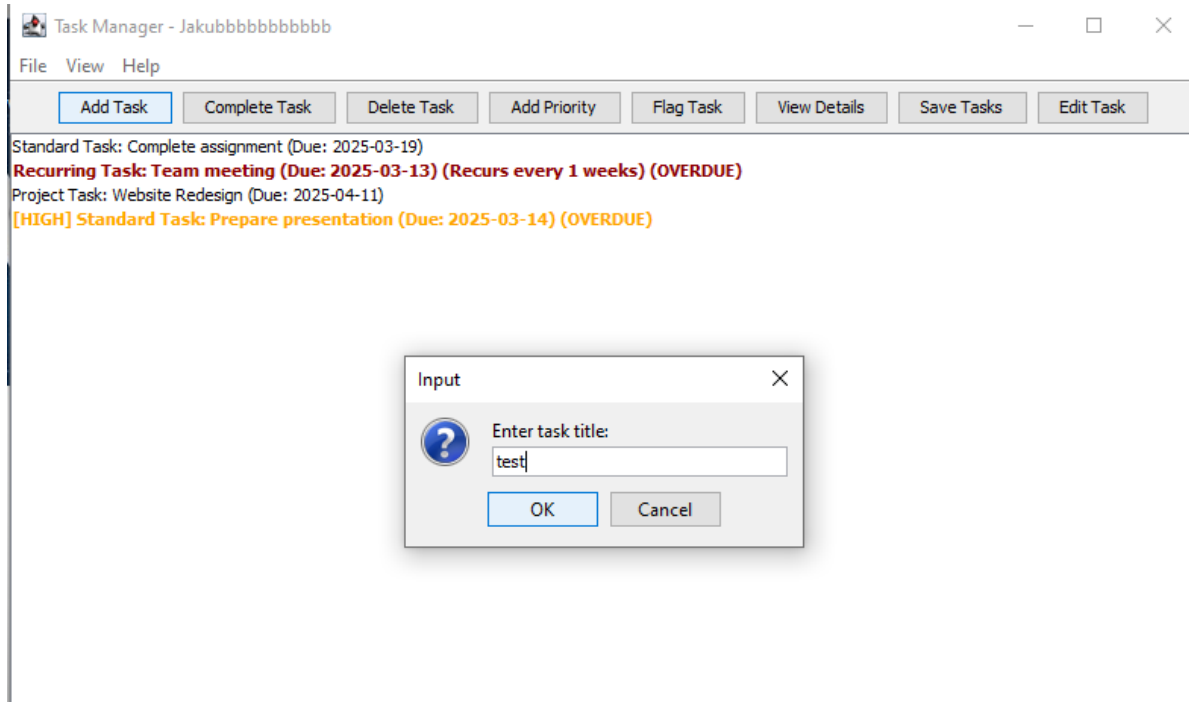 Task Manager - Jakubbbbbbbbbbb
File View Help
Add Task Complete Task Delete Task Add Priority Flag Task View Details Save Tasks Edit Task
Standard Task: Complete assignment (Due: 2025-03-19)
Recurring Task: Team meeting (Due: 2025-03-13) (Recurs every 1 weeks) (OVERDUE)
Project Task: Website Redesign (Due: 2025-04-11)
[HIGH] Standard Task: Prepare presentation (Due: 2025-03-14) (OVERDUE)
Input
Enter task title:
test
OK Cancel